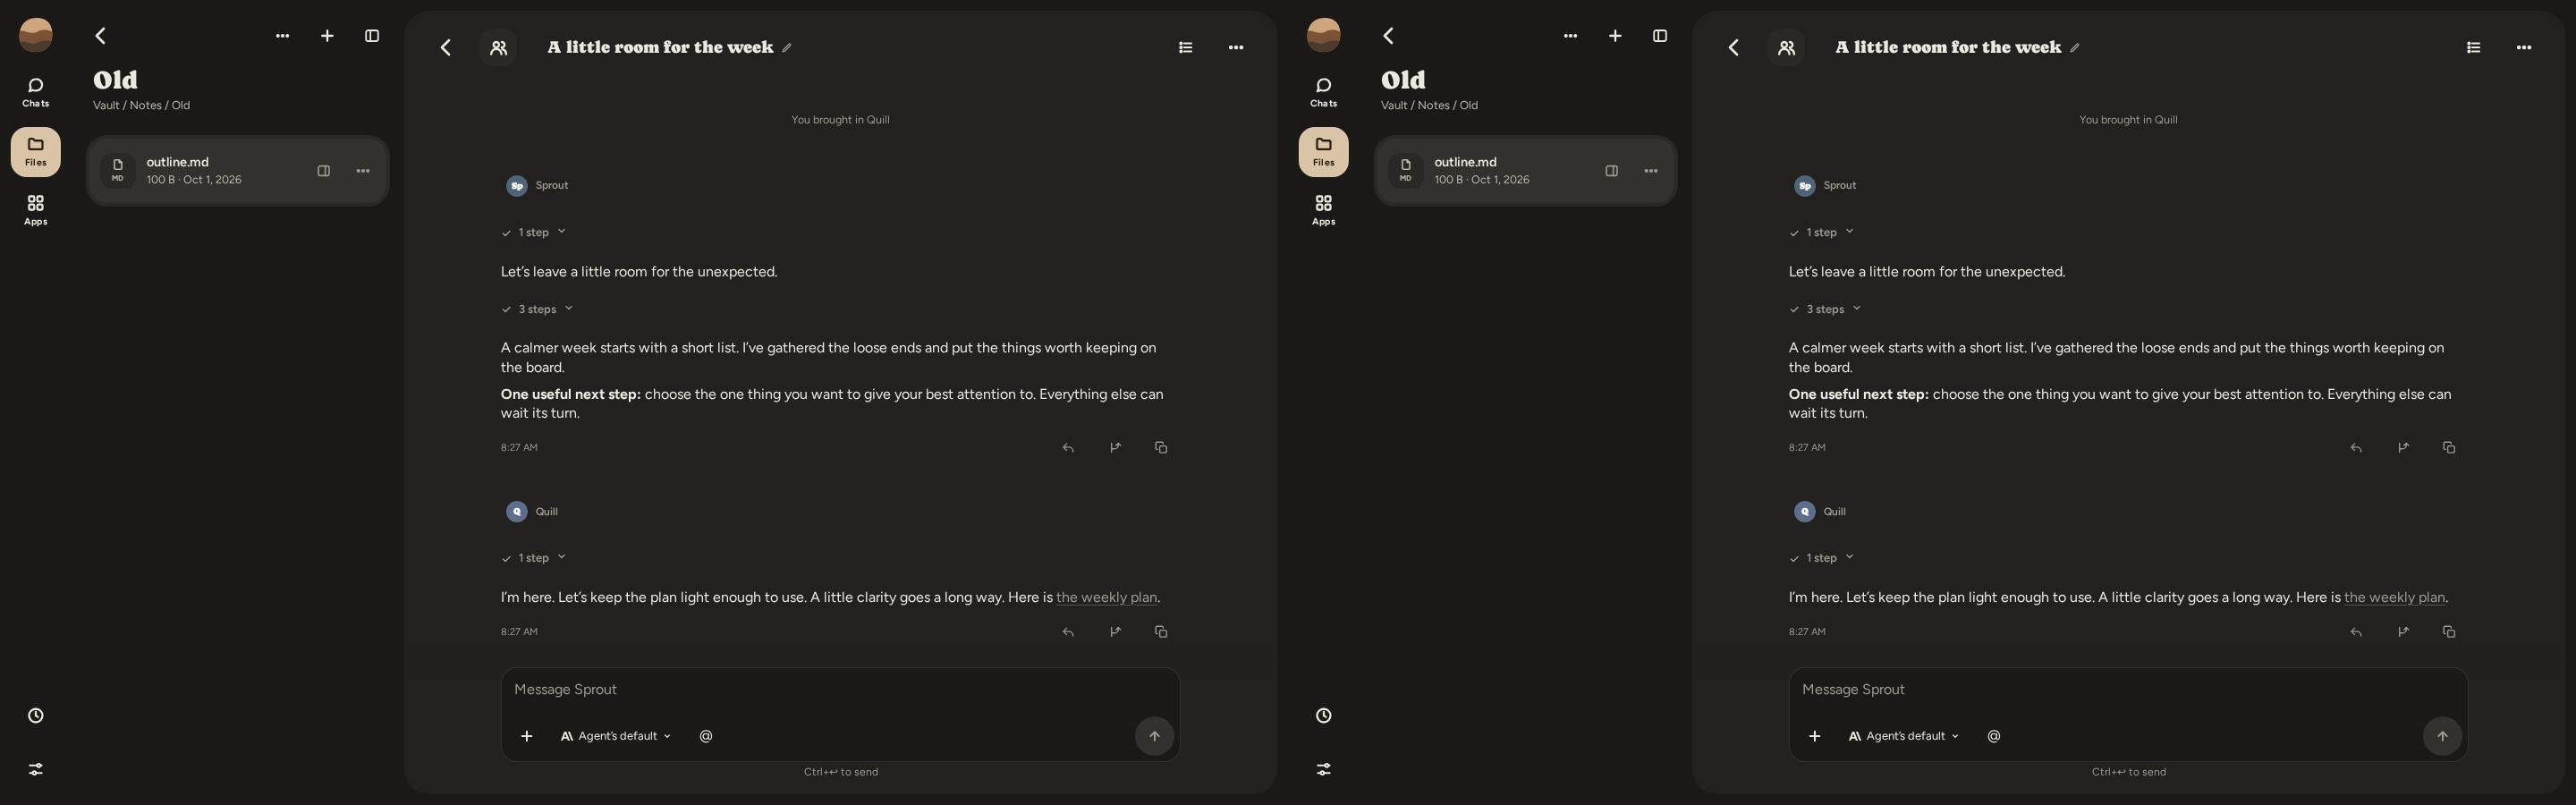 Old
Vault / Notes / Old
Chats
Files
Apps
outline.md
100 B · Oct 1, 2026
MD
A little room for the week
You brought in Quill
Sp Sprout
1 step
Let’s leave a little room for the unexpected.
3 steps
A calmer week starts with a short list. I’ve gathered the loose ends and put the things worth keeping on
the board.
One useful next step: choose the one thing you want to give your best attention to. Everything else can
wait its turn.
8:27 AM
Q Quill
1 step
I’m here. Let’s keep the plan light enough to use. A little clarity goes a long way. Here is the weekly plan.
8:27 AM
Message Sprout
Agent’s default
@
Ctrl+↩ to send
Old
Vault / Notes / Old
Chats
Files
Apps
outline.md
100 B · Oct 1, 2026
MD
A little room for the week
You brought in Quill
Sp Sprout
1 step
Let’s leave a little room for the unexpected.
3 steps
A calmer week starts with a short list. I’ve gathered the loose ends and put the things worth keeping on
the board.
One useful next step: choose the one thing you want to give your best attention to. Everything else can
wait its turn.
8:27 AM
Q Quill
1 step
I’m here. Let’s keep the plan light enough to use. A little clarity goes a long way. Here is the weekly plan.
8:27 AM
Message Sprout
Agent’s default
@
Ctrl+↩ to send